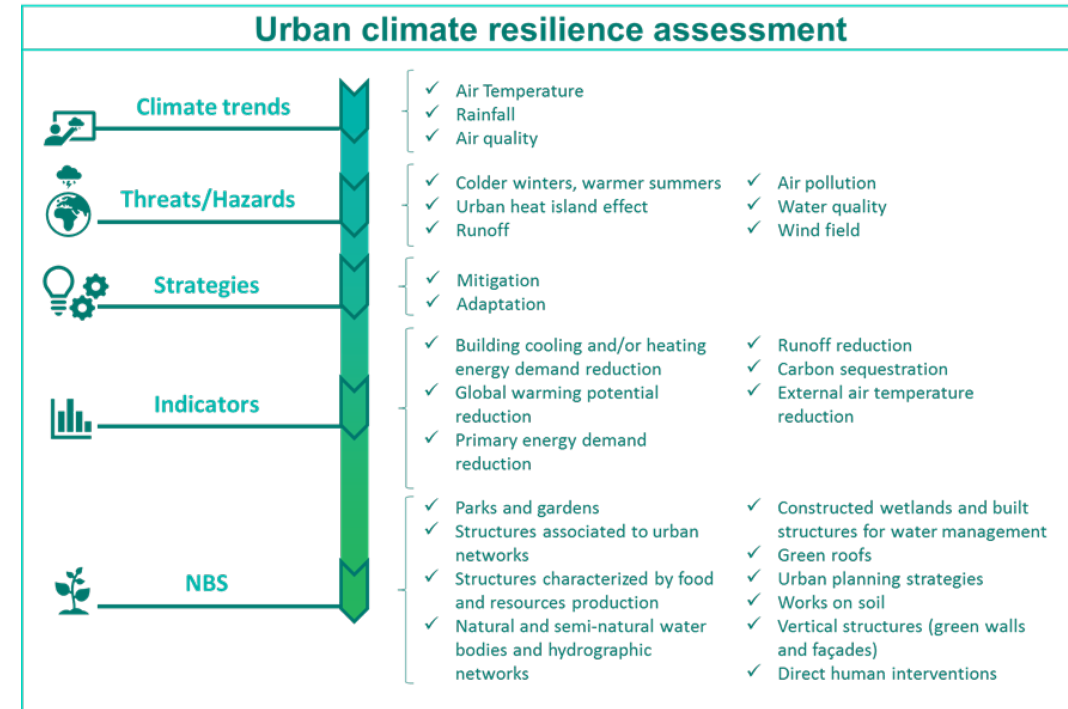 Urban climate resilience assessment
Climate trends
✓ Air Temperature
✓ Rainfall
✓ Air quality
Threats/Hazards
✓ Colder winters, warmer summers
✓ Urban heat island effect
✓ Runoff
✓ Air pollution
✓ Water quality
✓ Wind field
Strategies
✓ Mitigation
✓ Adaptation
Indicators
✓ Building cooling and/or heating
energy demand reduction
✓ Global warming potential
reduction
✓ Primary energy demand
reduction
✓ Runoff reduction
✓ Carbon sequestration
✓ External air temperature
reduction
NBS
✓ Parks and gardens
✓ Structures associated to urban
networks
✓ Structures characterized by food
and resources production
✓ Natural and semi-natural water
bodies and hydrographic
networks
✓ Constructed wetlands and built
structures for water management
✓ Green roofs
✓ Urban planning strategies
✓ Works on soil
✓ Vertical structures (green walls
and façades)
✓ Direct human interventions